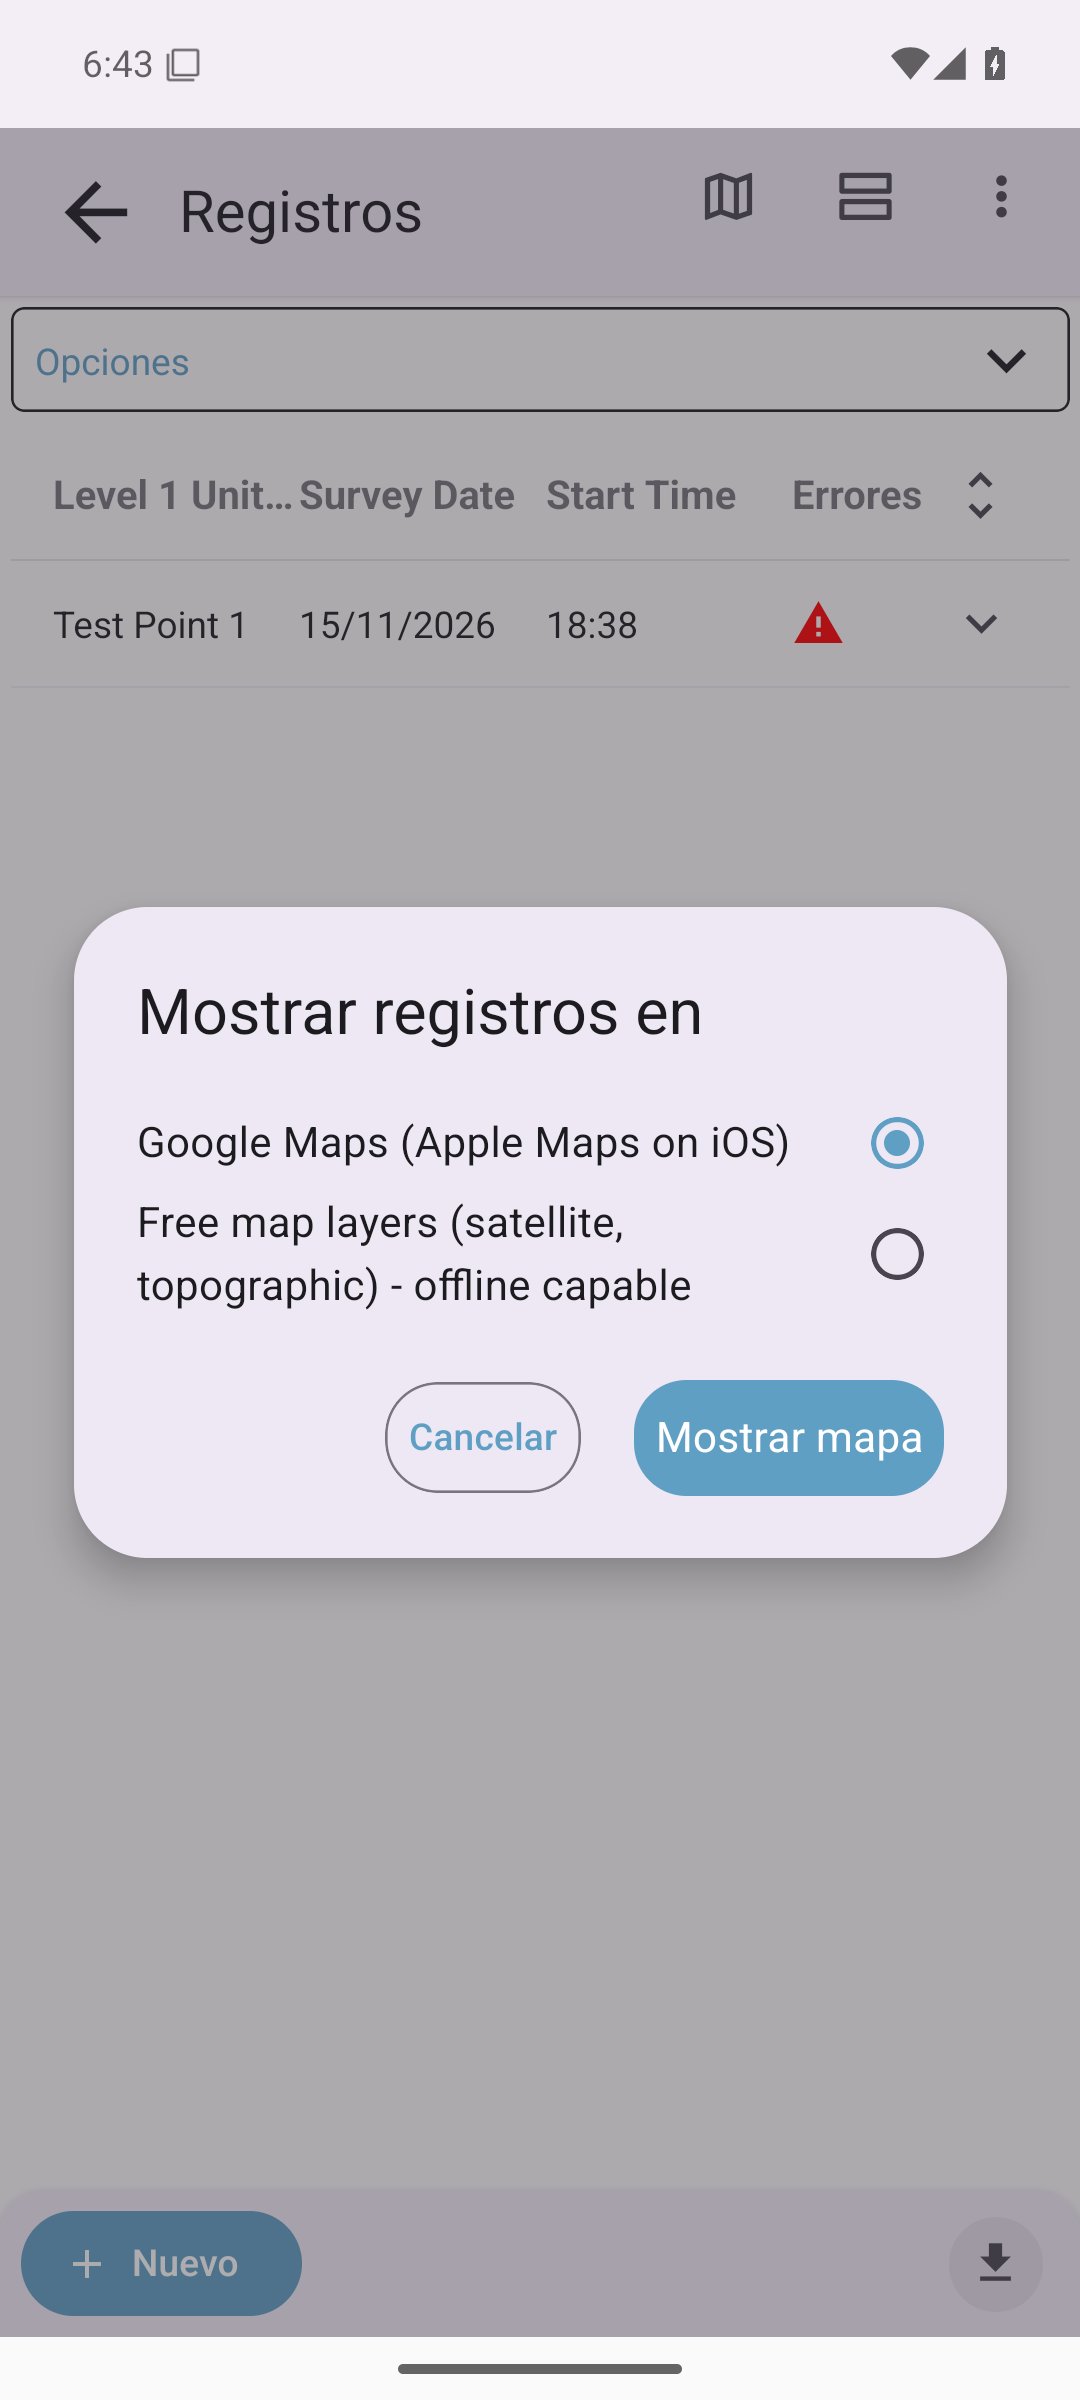 6:43
Registros
Opciones
Level 1 Unit... Survey Date Start Time Errores
Test Point 1 15/11/2026 18:38
Mostrar registros en
Google Maps (Apple Maps on iOS)
Free map layers (satellite,
topographic) - offline capable
Cancelar Mostrar mapa
+ Nuevo